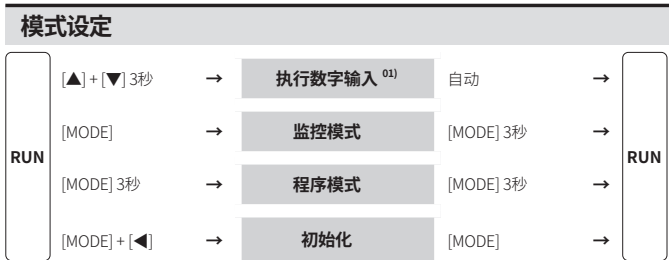 模式设定
[▲] + [▼] 3秒 → 执行数字输入 01) 自动 →
[MODE] → 监控模式 [MODE] 3秒 →
RUN RUN
[MODE] 3秒 → 程序模式 [MODE] 3秒 →
[MODE] + [◀] → 初始化 [MODE] →